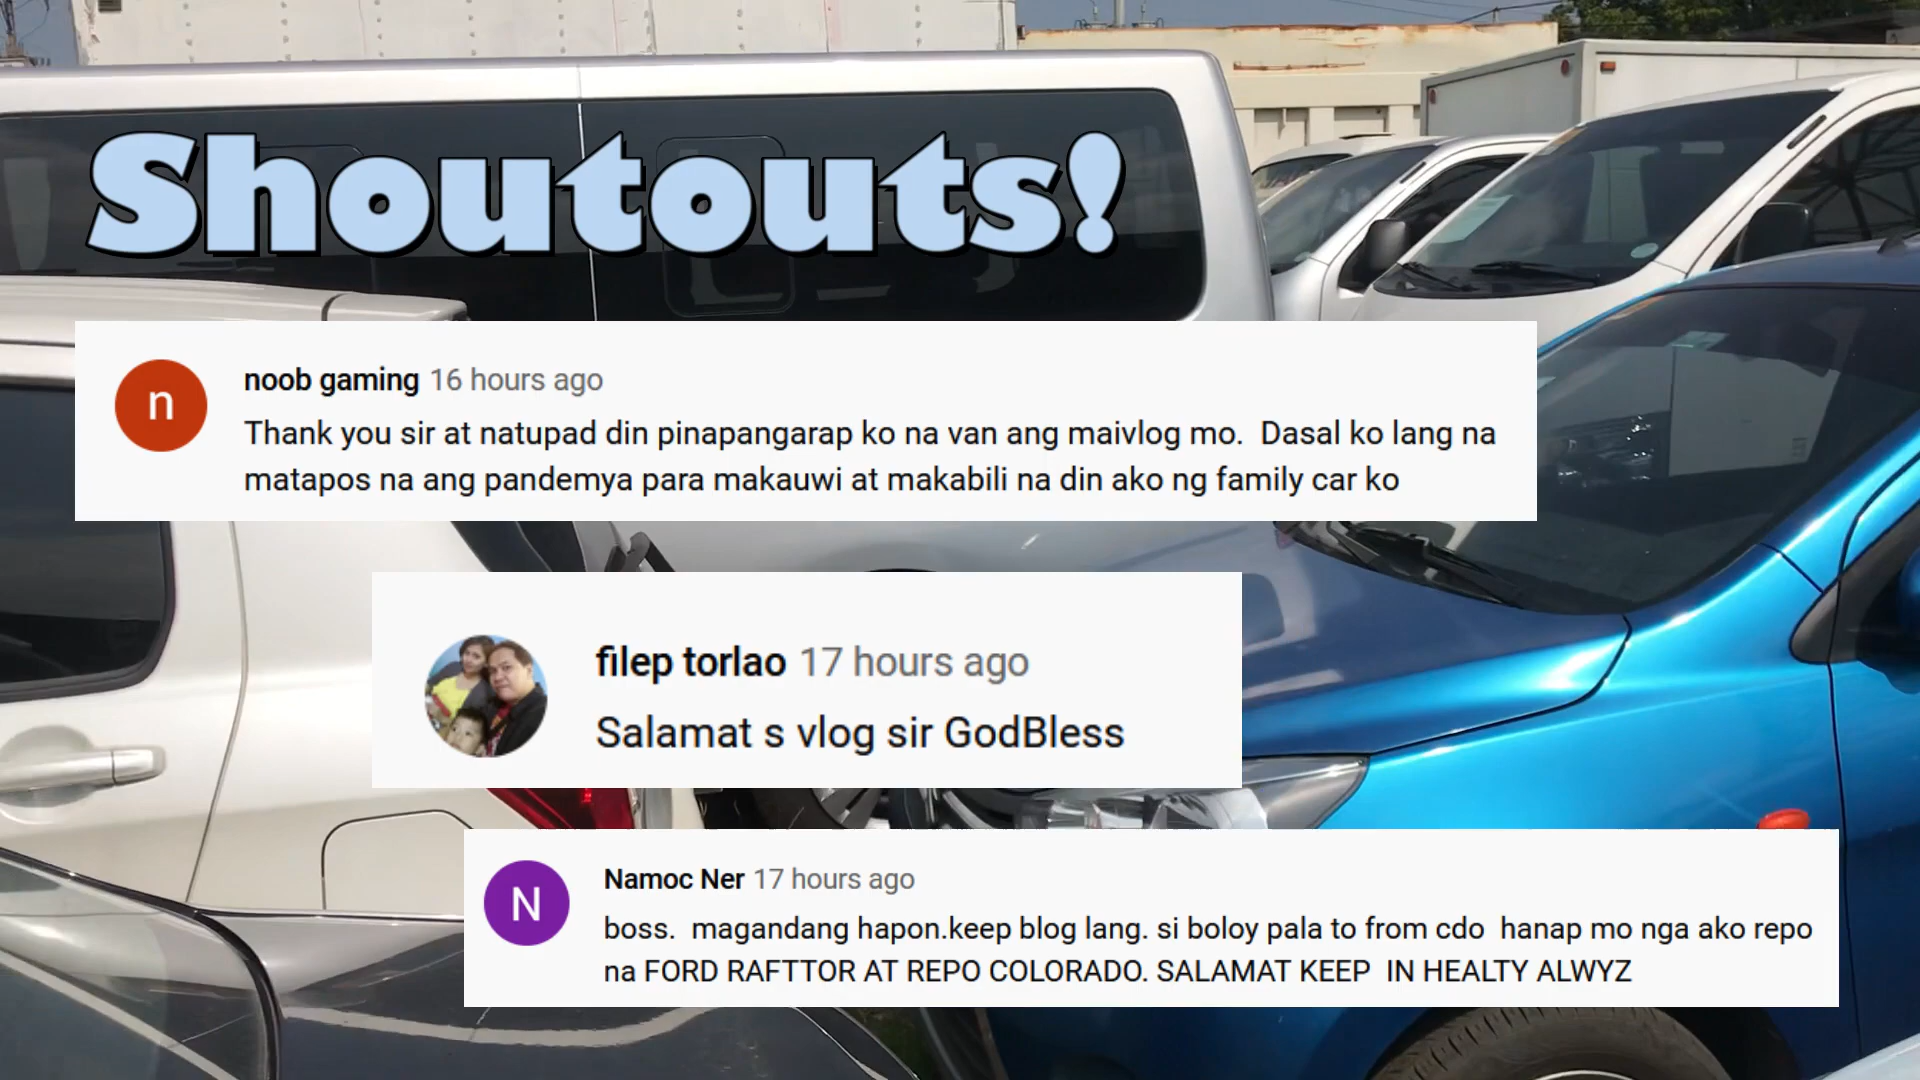 Shoutouts!
n
noob gaming 16 hours ago
Thank you sir at natupad din pinapangarap ko na van ang maivlog mo.  Dasal ko lang na
matapos na ang pandemya para makauwi at makabili na din ako ng family car ko
filep torlao 17 hours ago
Salamat s vlog sir GodBless
N
Namoc Ner 17 hours ago
boss.  magandang hapon.keep blog lang. si boloy pala to from cdo  hanap mo nga ako repo
na FORD RAFTTOR AT REPO COLORADO. SALAMAT KEEP  IN HEALTY ALWYZ